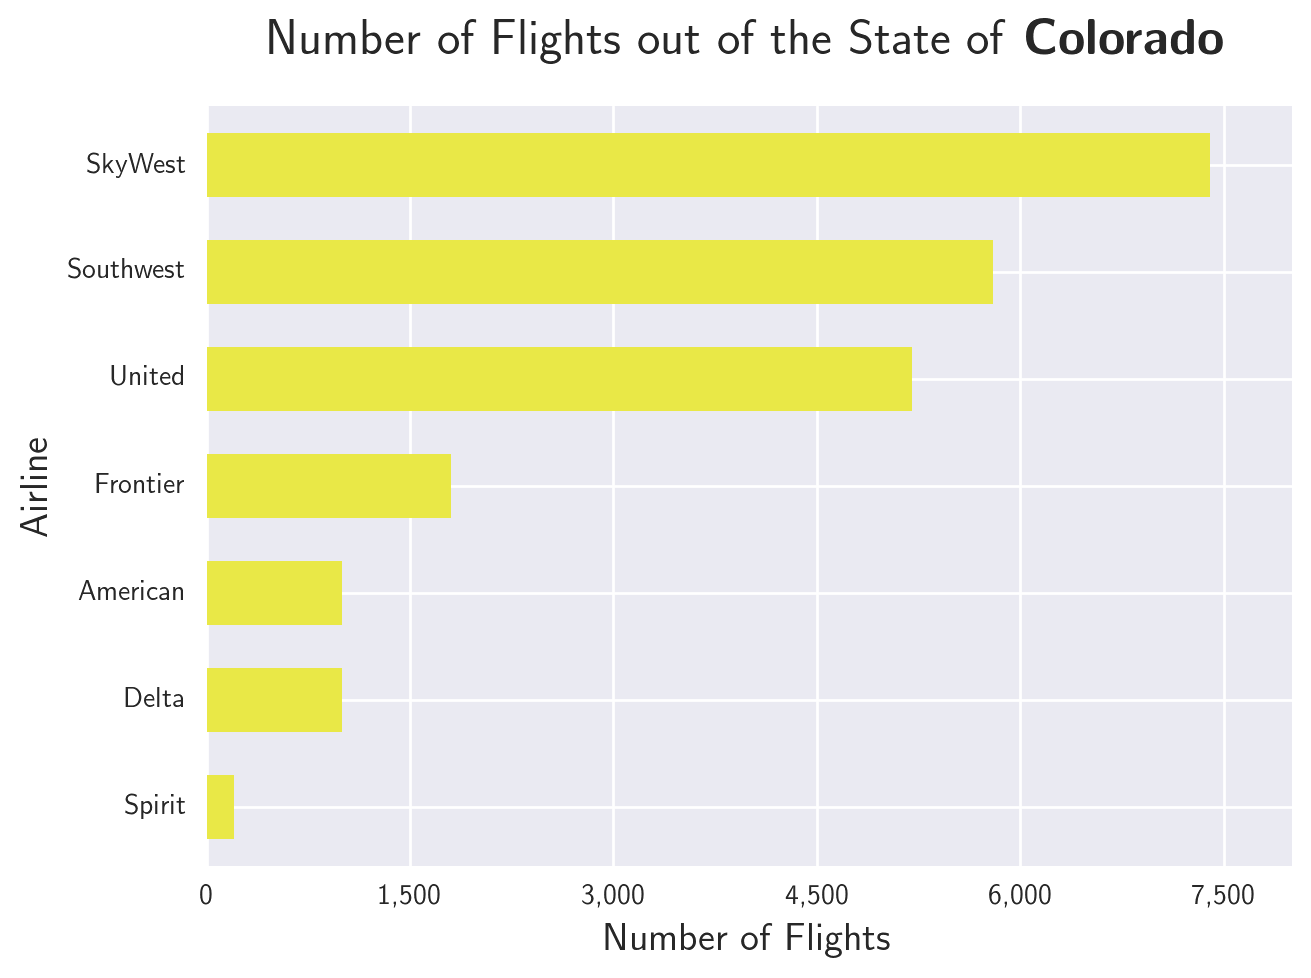 Number of Flights out of the State of Colorado
SkyWest
Southwest
United
Frontier
American
Delta
Spirit
Airline
0 1,500 3,000 4,500 6,000 7,500
Number of Flights